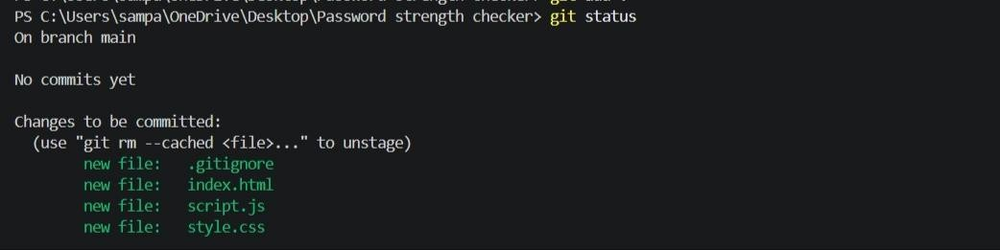 PS C:\Users\sampa\OneDrive\Desktop\Password strength checker> git status
On branch main
No commits yet
Changes to be committed:
(use "git rm --cached <file>..." to unstage)
new file: .gitignore
new file: index.html
new file: script.js
new file: style.css